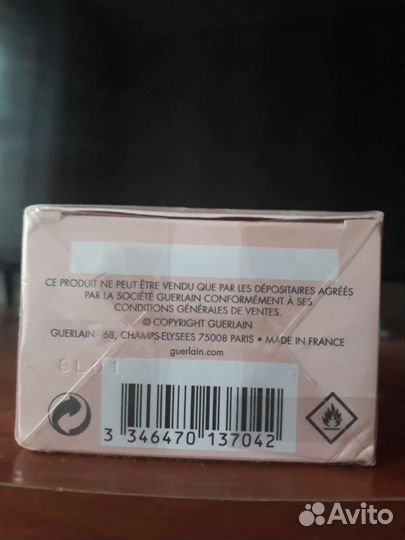 CE PRODUIT NE PEUT ÊTRE VENDU QUE PAR LES DÉPOSITAIRES AGRÉÉS
PAR LA SOCIÉTÉ GUERLAIN CONFORMÉMENT À SES
CONDITIONS GÉNÉRALES DE VENTES.
© COPYRIGHT GUERLAIN
GUERLAIN 68, CHAMPS-ELYSEES 75008 PARIS • MADE IN FRANCE
guerlain.com
3 346470 137042
Avito